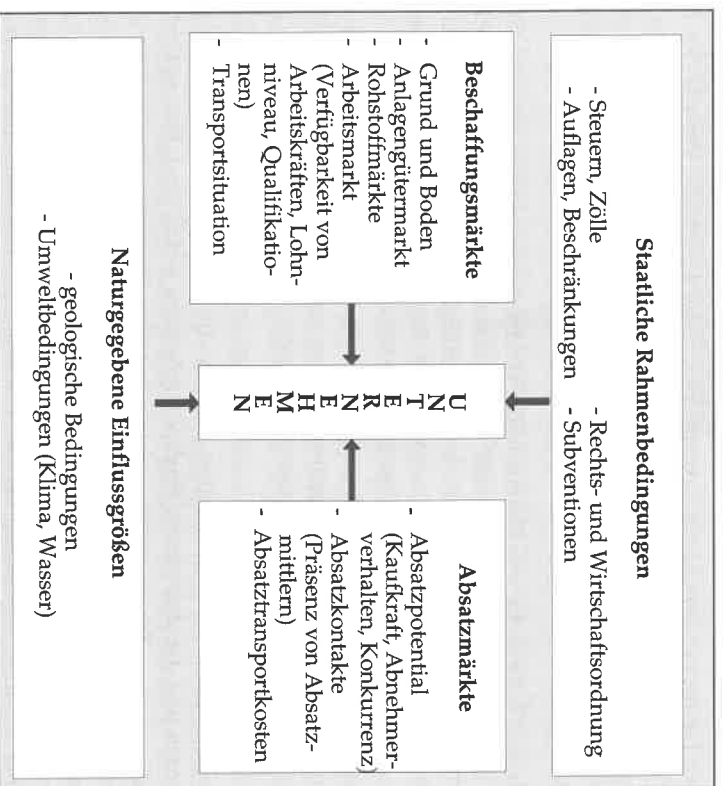 Staatliche Rahmenbedingungen
- Steuern, Zölle
- Auflagen, Beschränkungen
- Rechts- und Wirtschaftsordnung
- Subventionen
Beschaffungsmärkte
- Grund und Boden
- Anlagengütermarkt
- Rohstoffmärkte
- Arbeitsmarkt
(Verfügbarkeit von
Arbeitskräften, Lohn-
niveau, Qualifikatio-
nen)
- Transportsituation
U
N
T
E
R
N
E
H
M
E
N
Absatzmärkte
- Absatzpotential
(Kaufkraft, Abnehmer-
verhalten, Konkurrenz)
- Absatzkontakte
(Präsenz von Absatz-
mittlern)
- Absatztransportkosten
Naturgegebene Einflussgrößen
- geologische Bedingungen
- Umweltbedingungen (Klima, Wasser)